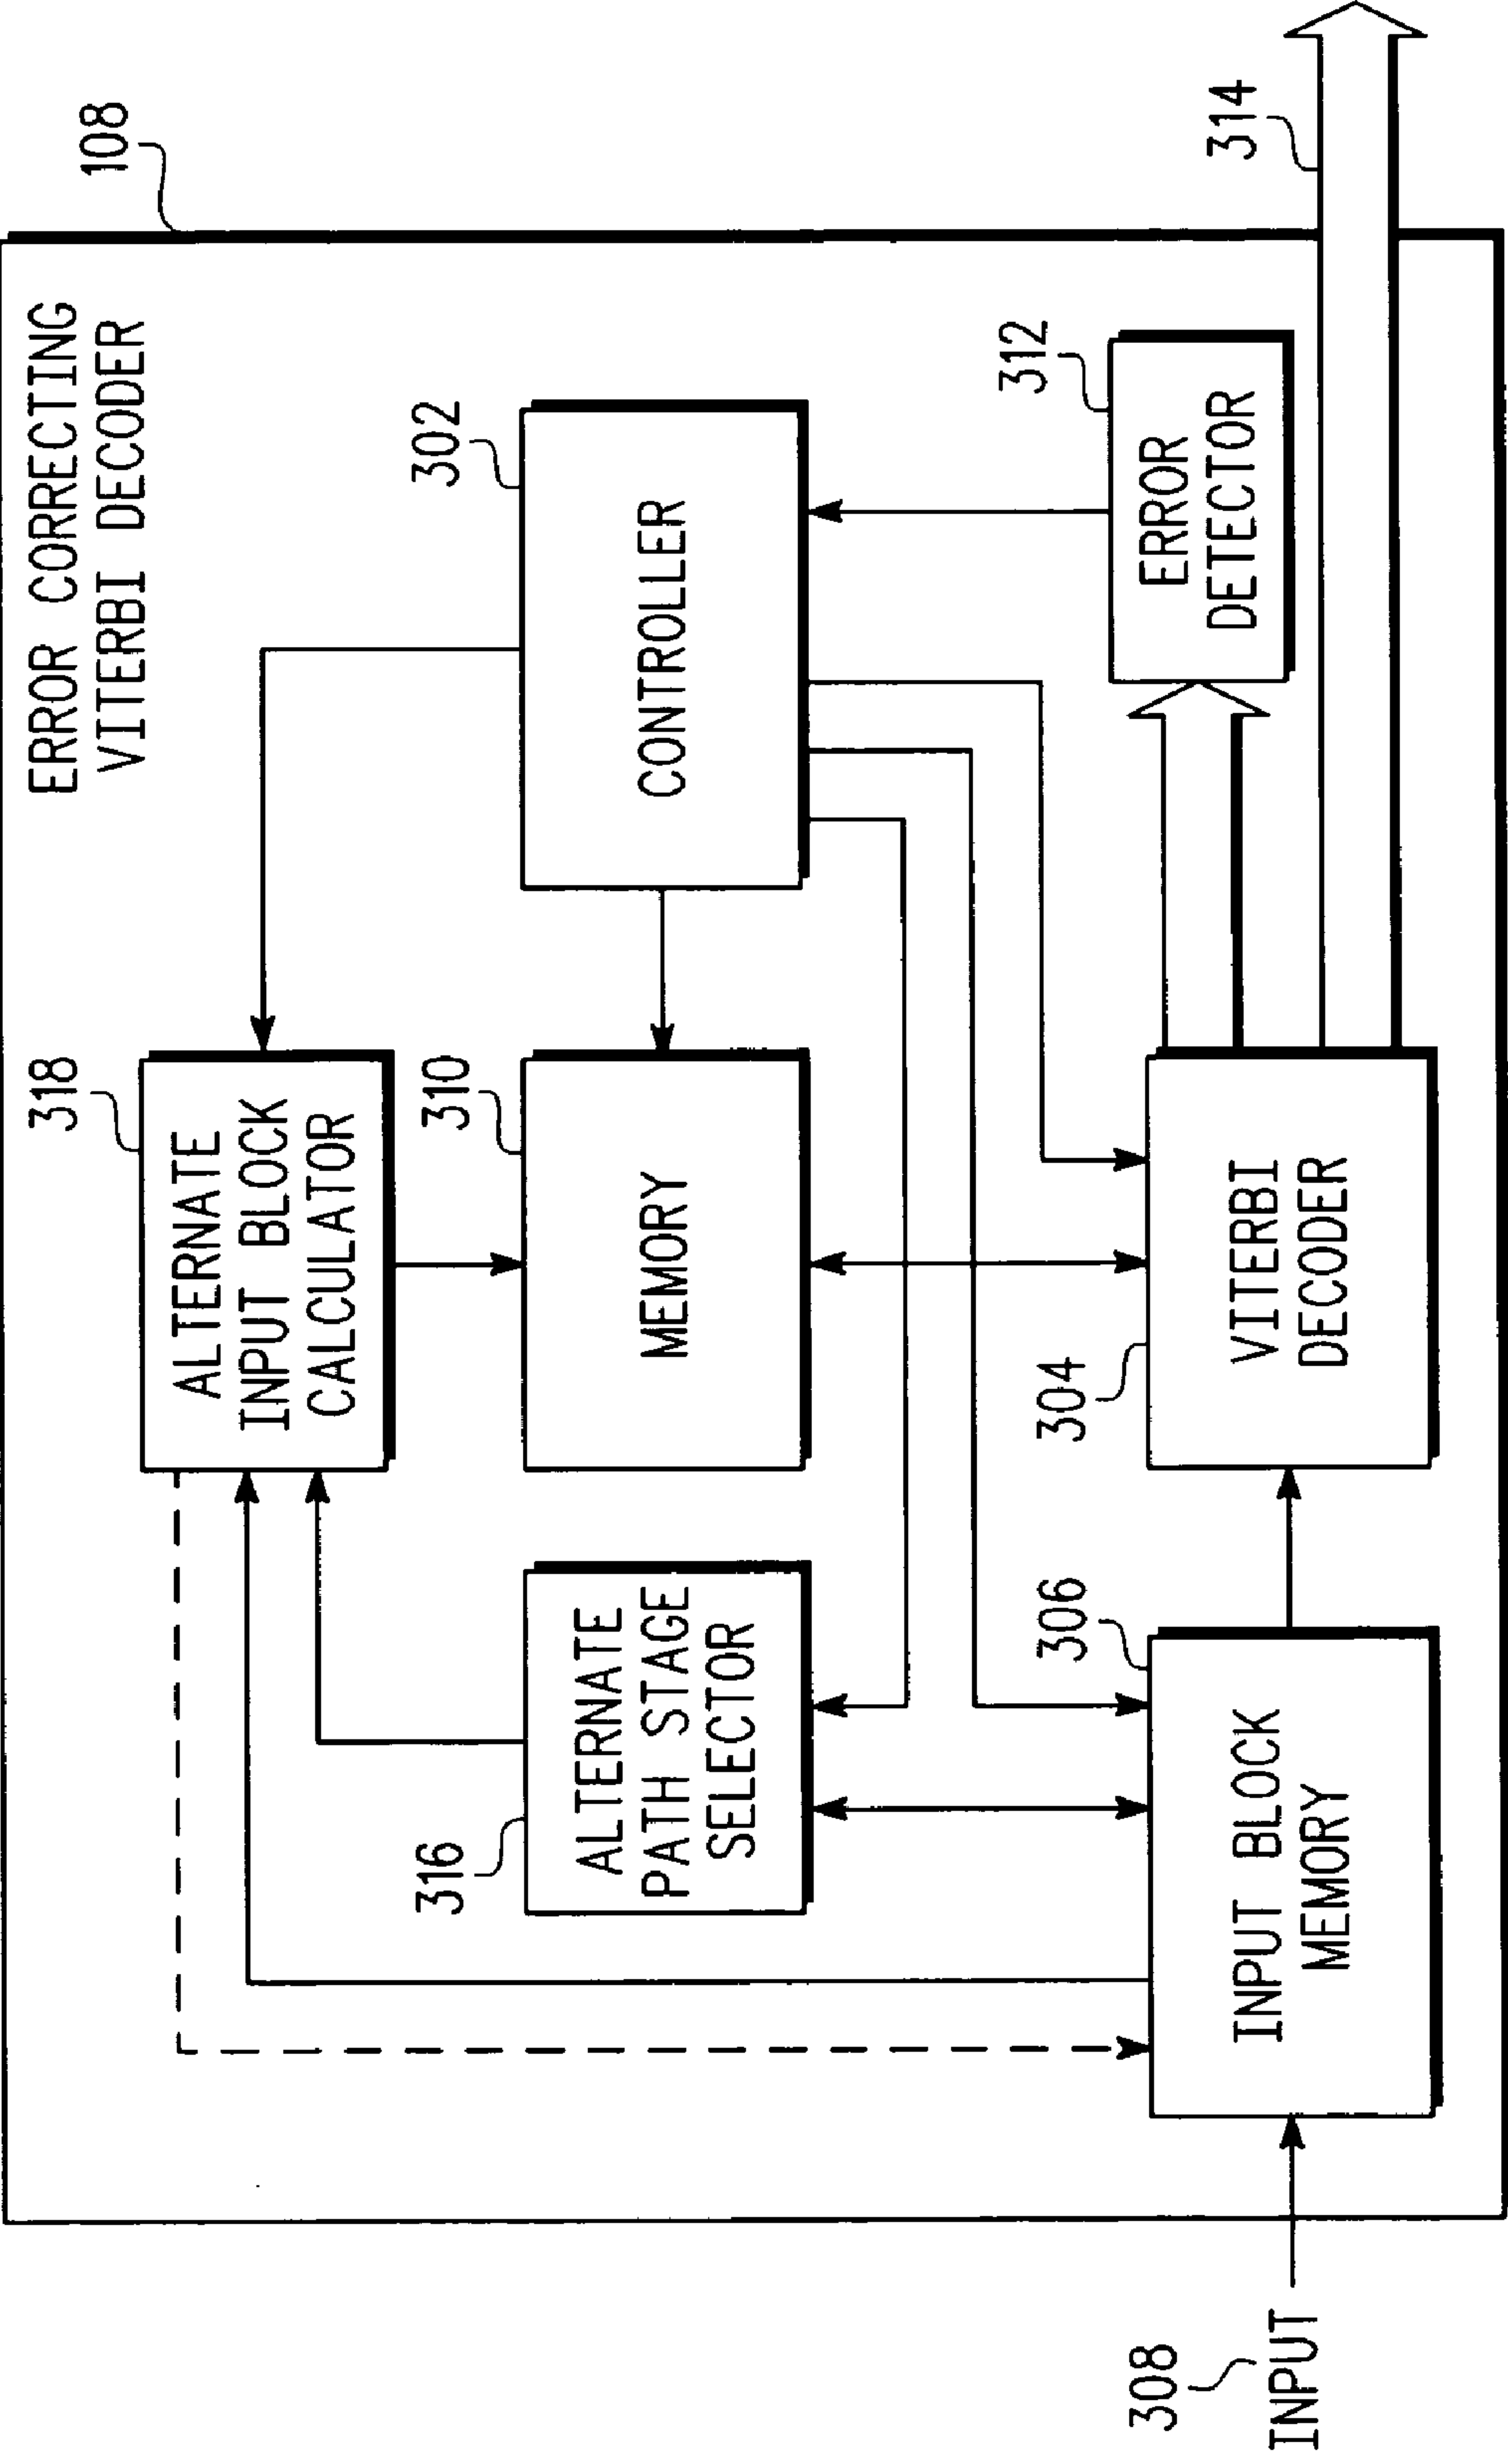 ERROR CORRECTING
VITERBI DECODER
108
318
ALTERNATE
INPUT BLOCK
CALCULATOR
302
CONTROLLER
310
MEMORY
316
ALTERNATE
PATH STAGE
SELECTOR
312
ERROR
DETECTOR
314
304
VITERBI
DECODER
306
INPUT BLOCK
MEMORY
308
INPUT